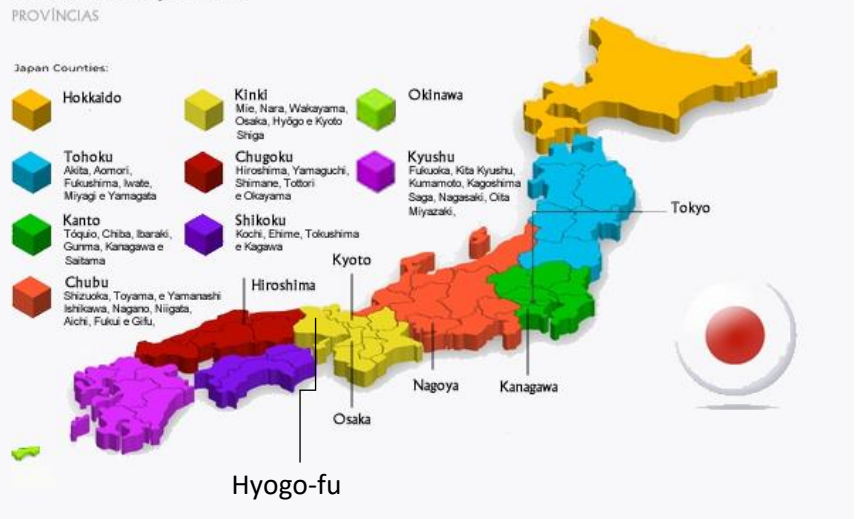 PROVÍNCIAS
Japan Counties:
Hokkaido
Tohoku
Akita, Aomori,
Fukushima, Iwate,
Miyagi e Yamagata
Kanto
Tóquio, Chiba, Ibaraki,
Gunma, Kanagawa e
Saitama
Chubu
Shizuoka, Toyama, e Yamanashi
Ishikawa, Nagano, Niigata,
Aichi, Fukui e Gifu,
Kinki
Mie, Nara, Wakayama,
Osaka, Hyōgo e Kyoto
Shiga
Chugoku
Hiroshima, Yamaguchi,
Shimane, Tottori
e Okayama
Shikoku
Kochi, Ehime, Tokushima
e Kagawa
Okinawa
Kyushu
Fukuoka, Kita Kyushu,
Kumamoto, Kagoshima
Saga, Nagasaki, Oita
Miyazaki,
Tokyo
Kyoto
Hiroshima
Nagoya
Kanagawa
Osaka
Hyogo-fu